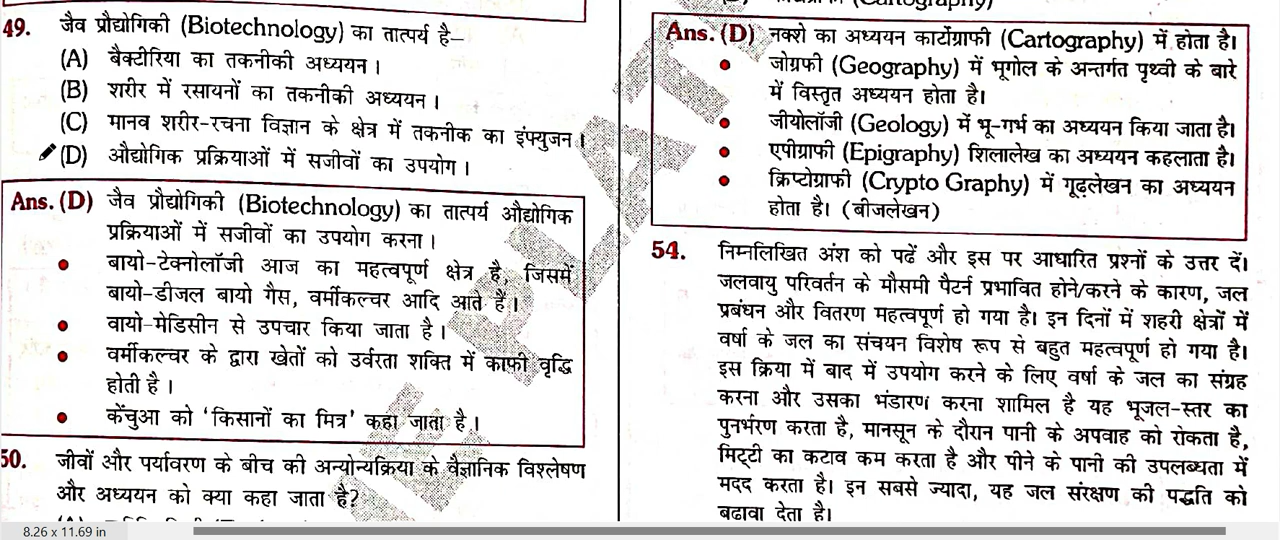 49. जैव प्रौद्योगिकी (Biotechnology) का तात्पर्य है–
(A) बैक्टीरिया का तकनीकी अध्ययन।
(B) शरीर में रसायनों का तकनीकी अध्ययन।
(C) मानव शरीर-रचना विज्ञान के क्षेत्र में तकनीक का इंफ्युजन।
(D) औद्योगिक प्रक्रियाओं में सजीवों का उपयोग।
Ans. (D) जैव प्रौद्योगिकी (Biotechnology) का तात्पर्य औद्योगिक
प्रक्रियाओं में सजीवों का उपयोग करना।
• बायो-टेक्नोलॉजी आज का महत्वपूर्ण क्षेत्र है, जिसमें
बायो-डीजल बायो गैस, वर्मीकल्चर आदि आते हैं।
• वायो-मेडिसीन से उपचार किया जाता है।
• वर्मीकल्चर के द्वारा खेतों को उर्वरता शक्ति में काफी वृद्धि
होती है।
• केंचुआ को 'किसानों का मित्र' कहा जाता है।
50. जीवों और पर्यावरण के बीच की अन्योन्यक्रिया के वैज्ञानिक विश्लेषण
और अध्ययन को क्या कहा जाता है?
(Cartography)
Ans. (D) नक्शे का अध्ययन कार्टोग्राफी (Cartography) में होता है।
• जोग्रफी (Geography) में भूगोल के अन्तर्गत पृथ्वी के बारे
में विस्तृत अध्ययन होता है।
• जीयोलॉजी (Geology) में भू-गर्भ का अध्ययन किया जाता है।
• एपीग्राफी (Epigraphy) शिलालेख का अध्ययन कहलाता है।
• क्रिप्टोग्राफी (Crypto Graphy) में गूढ़लेखन का अध्ययन
होता है। (बीजलेखन)
54. निम्नलिखित अंश को पढें और इस पर आधारित प्रश्नों के उत्तर दें।
जलवायु परिवर्तन के मौसमी पैटर्न प्रभावित होने/करने के कारण, जल
प्रबंधन और वितरण महत्वपूर्ण हो गया है। इन दिनों में शहरी क्षेत्रों में
वर्षा के जल का संचयन विशेष रूप से बहुत महत्वपूर्ण हो गया है।
इस क्रिया में बाद में उपयोग करने के लिए वर्षा के जल का संग्रह
करना और उसका भंडारण करना शामिल है यह भूजल-स्तर का
पुनर्भरण करता है, मानसून के दौरान पानी के अपवाह को रोकता है,
मिट्टी का कटाव कम करता है और पीने के पानी की उपलब्धता में
मदद करता है। इन सबसे ज्यादा, यह जल संरक्षण की पद्धति को
बढावा देता है।
8.26 x 11.69 in